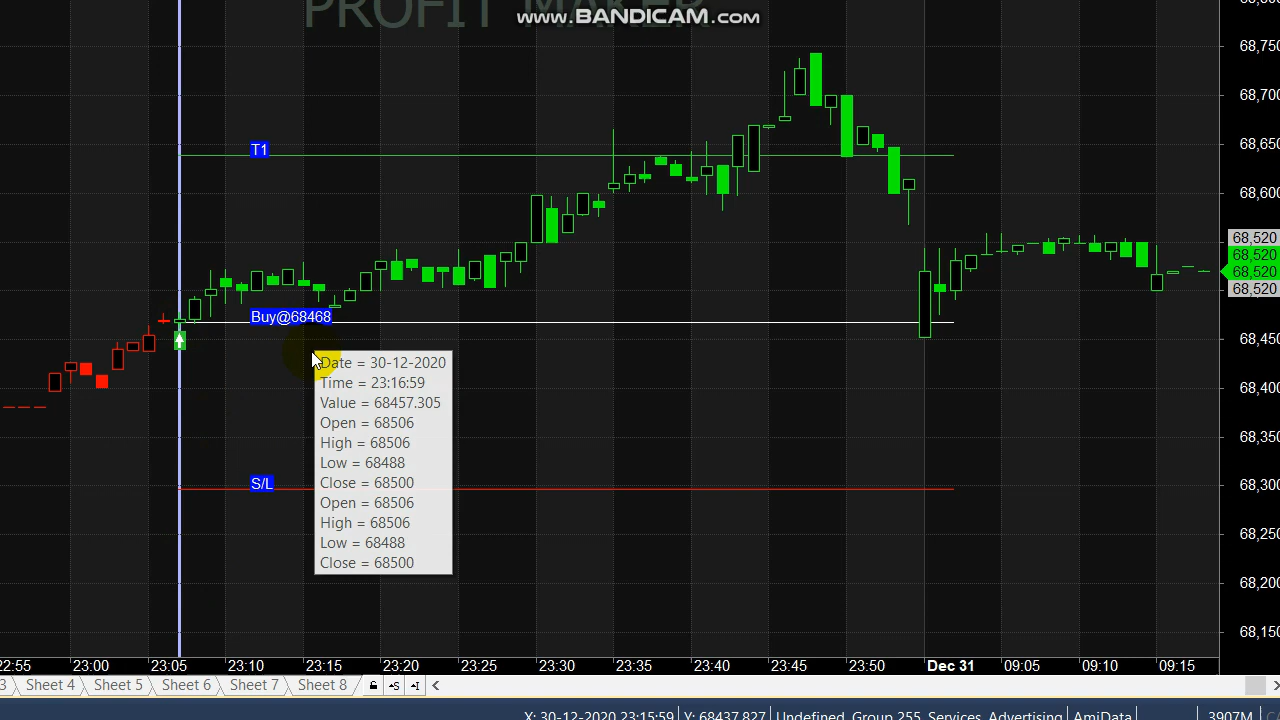 PROFIT MAKER
www.BANDICAM.com
68,750
68,700
T1
68,650
68,600
68,520
68,520
68,520
68,520
Buy@68468
68,450
Date = 30-12-2020
Time = 23:16:59
Value = 68457.305
Open = 68506
High = 68506
Low = 68488
Close = 68500
Open = 68506
High = 68506
Low = 68488
Close = 68500
68,400
68,350
S/L
68,300
68,250
68,200
68,150
22:55 23:00 23:05 23:10 23:15 23:20 23:25 23:30 23:35 23:40 23:45 23:50 Dec 31 09:05 09:10 09:15
3 Sheet 4 Sheet 5 Sheet 6 Sheet 7 Sheet 8
X: 30-12-2020 23:15:59 Y: 68437.827 Undefined, Group 255, Services, Advertising AmiData 3907M